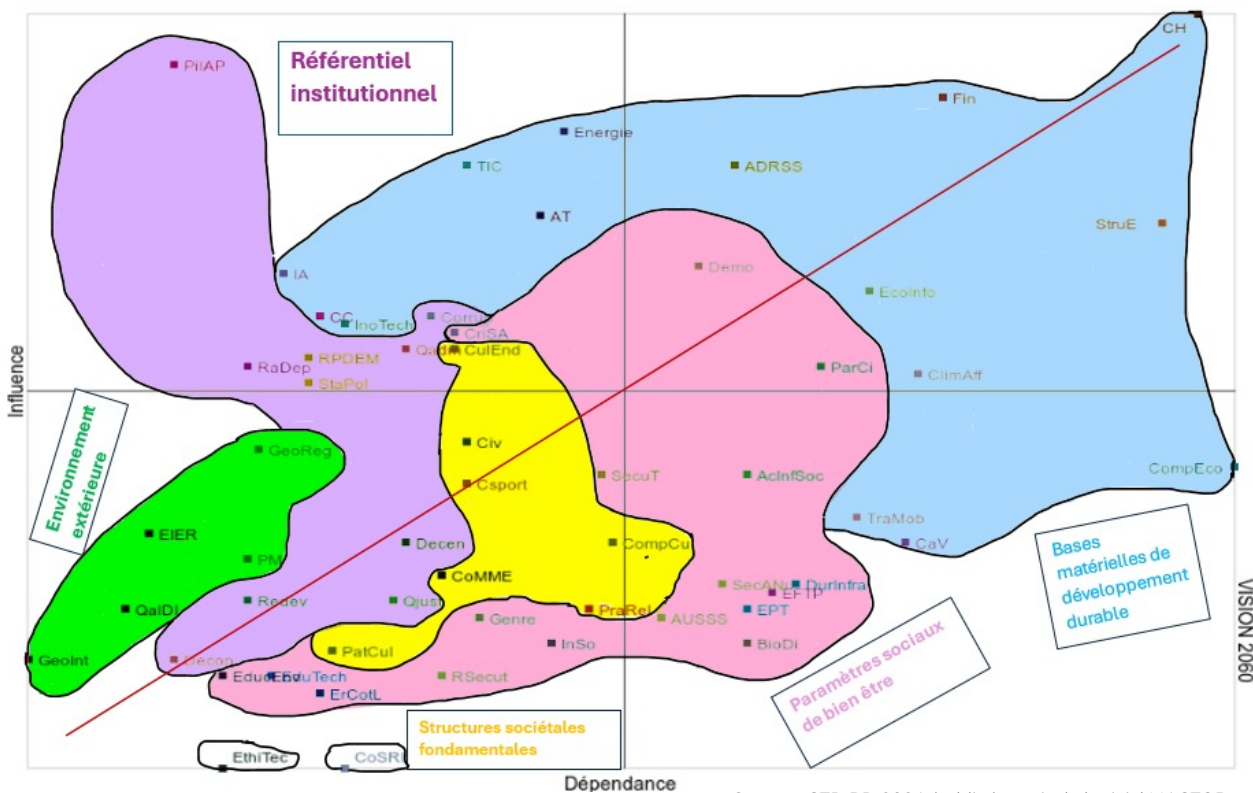 CH
PilAP
Référentiel
institutionnel
Fin
Energie
TIC
ADRSS
AT
StruE
Demo
IA
EcoInfo
CC
InoTech
CriSA
CulEnd
RPDEM
RaDep
ParCi
ClimAff
StaPol
Influence
Environnement
extérieure
GeoReg
Civ
CompEco
Csport
SecuT
AcInfSoc
TraMob
EIER
Decen
CompCu
CaV
Bases
matérielles de
développement
durable
PM
CoMME
DurInfra
EFTP
Redev
Qjust
QalDI
PraRel
EPT
Genre
AUSSS
VISION 2060
PatCul
InSo
BioDi
GeoInt
EduTech
RSecut
ErCotL
Paramètres sociaux
de bien être
Structures sociétales
fondamentales
EthiTec
CoSRI
Dépendance